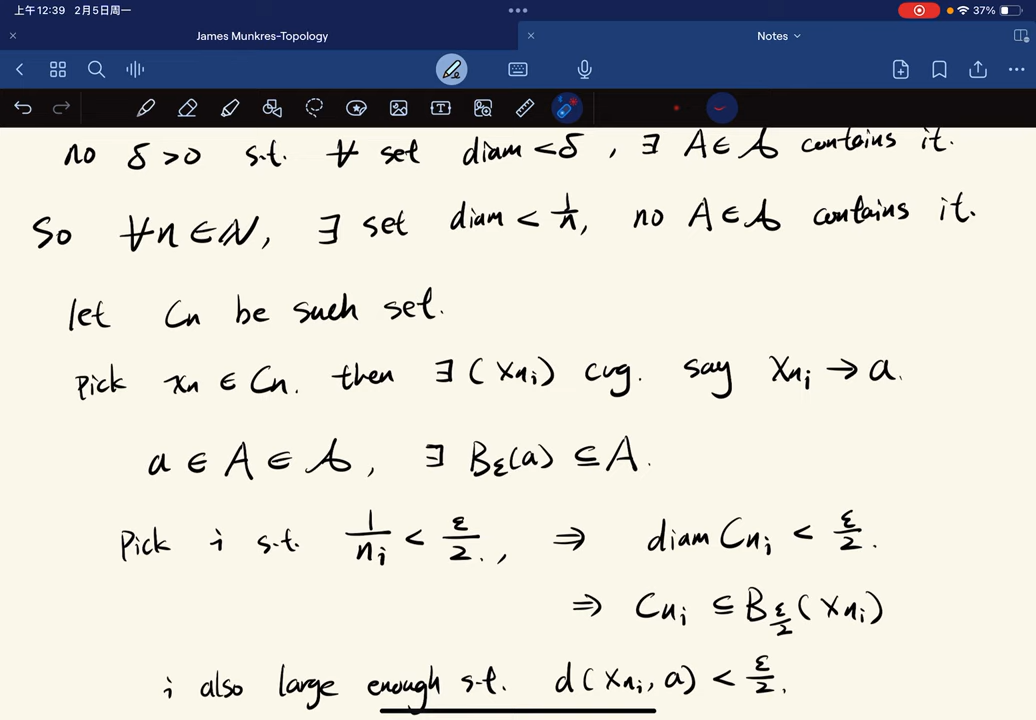 上午12:39 2月5日周一
37%
James Munkres-Topology
Notes
no δ>0 s.t. ∀ set diam<δ, ∃ A∈𝒜 contains it.
So ∀n∈ℕ, ∃ set diam<1/n, no A∈𝒜 contains it.
let Cn be such set.
Pick xn ∈ Cn. then ∃ (xni) cvg. say xni → a.
a ∈ A ∈ 𝒜, ∃ Bε(a) ⊆ A.
Pick i s.t. 1/ni < ε/2., ⇒ diam Cni < ε/2.
⇒ Cni ⊆ Bε/2(xni)
i also large enough s.t. d(xni, a) < ε/2.